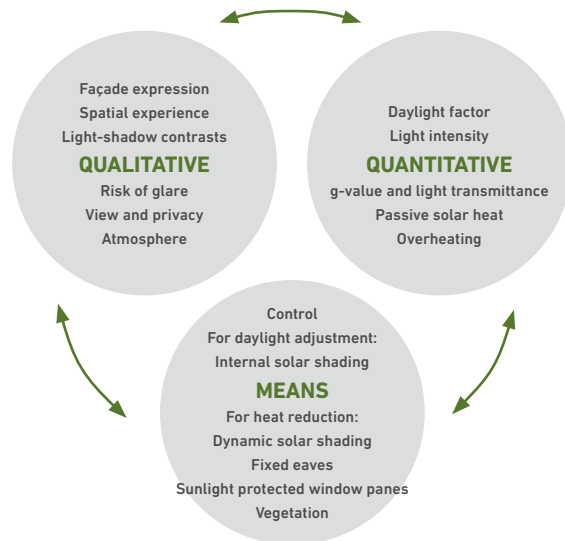 Façade expression
Spatial experience
Light-shadow contrasts
QUALITATIVE
Risk of glare
View and privacy
Atmosphere
Daylight factor
Light intensity
QUANTITATIVE
g-value and light transmittance
Passive solar heat
Overheating
Control
For daylight adjustment:
Internal solar shading
MEANS
For heat reduction:
Dynamic solar shading
Fixed eaves
Sunlight protected window panes
Vegetation